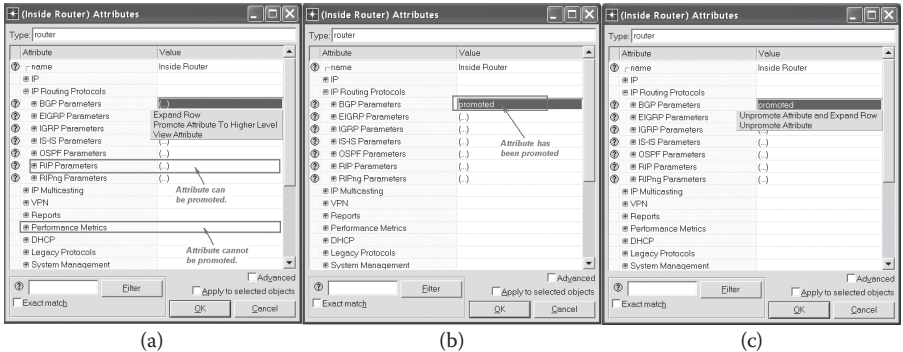 (Inside Router) Attributes
Type: router
Attribute Value
name Inside Router
IP
IP Routing Protocols
BGP Parameters (...)
EIGRP Parameters
Expand Row
Promote Attribute To Higher Level
View Attribute
IGRP Parameters
IS-IS Parameters (...)
OSPF Parameters (...)
RIP Parameters (...)
RIPng Parameters (...)
Attribute can
be promoted.
IP Multicasting
VPN
Reports
Performance Metrics
Attribute cannot
be promoted.
DHCP
Legacy Protocols
System Management
Advanced
Filter
Apply to selected objects
Exact match
OK Cancel
(a)
(Inside Router) Attributes
Type: router
Attribute Value
name Inside Router
IP
IP Routing Protocols
BGP Parameters promoted
EIGRP Parameters (...)
IGRP Parameters (...)
IS-IS Parameters (...)
OSPF Parameters (...)
RIP Parameters (...)
RIPng Parameters (...)
Attribute has
been promoted
IP Multicasting
VPN
Reports
Performance Metrics
DHCP
Legacy Protocols
System Management
Advanced
Filter
Apply to selected objects
Exact match
OK Cancel
(b)
(Inside Router) Attributes
Type: router
Attribute Value
name Inside Router
IP
IP Routing Protocols
BGP Parameters promoted
EIGRP Parameters
Unpromote Attribute and Expand Row
Unpromote Attribute
IGRP Parameters
IS-IS Parameters (...)
OSPF Parameters (...)
RIP Parameters (...)
RIPng Parameters (...)
IP Multicasting
VPN
Reports
Performance Metrics
DHCP
Legacy Protocols
System Management
Advanced
Filter
Apply to selected objects
Exact match
OK Cancel
(c)